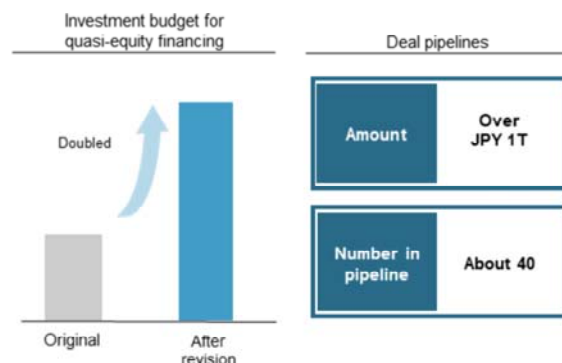 Investment budget for
quasi-equity financing
Doubled
Original
After
revision
Deal pipelines
Amount
Over
JPY 1T
Number in
pipeline
About 40